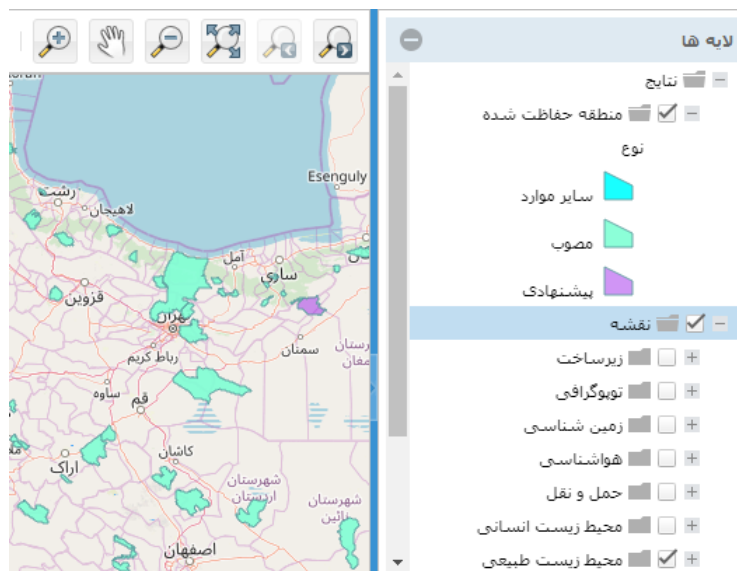 لایه ها
نتایج
منطقه حفاظت شده
نوع
سایر موارد
مصوب
پیشنهادی
نقشه
زیرساخت
توپوگرافی
زمین شناسی
هواشناسی
حمل و نقل
محیط زیست انسانی
محیط زیست طبیعی
Esenguly
رشت
لاهیجان
آمل
ساری
قزوین
تهران
رباط کریم
سمنان
ساوه
قم
کاشان
اراک
شهرستان
اردستان
شهرستان
نائین
اصفهان